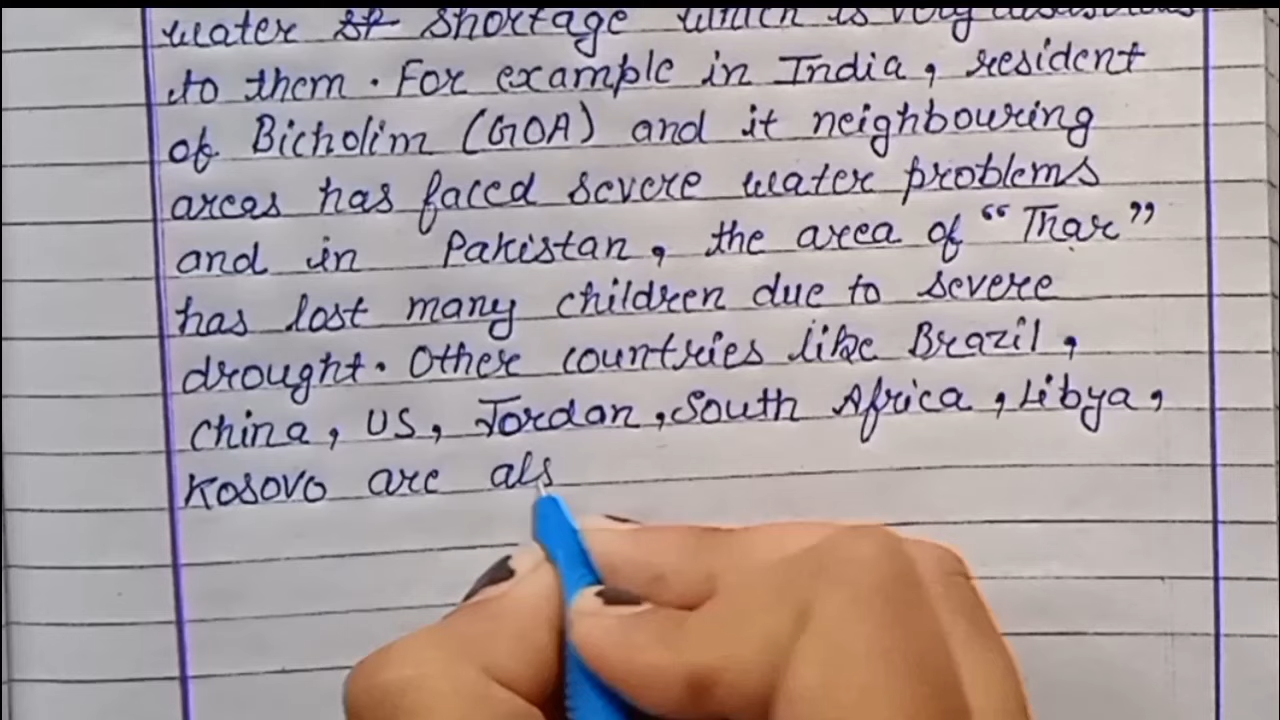 water shortage which is very disastrous
to them. For example in India, resident
of Bicholim (GOA) and it neighbouring
areas has faced severe water problems
and in Pakistan, the area of "Thar"
has lost many children due to severe
drought. Other countries like Brazil,
China, US, Jordan, South Africa, Libya,
Kosovo are als